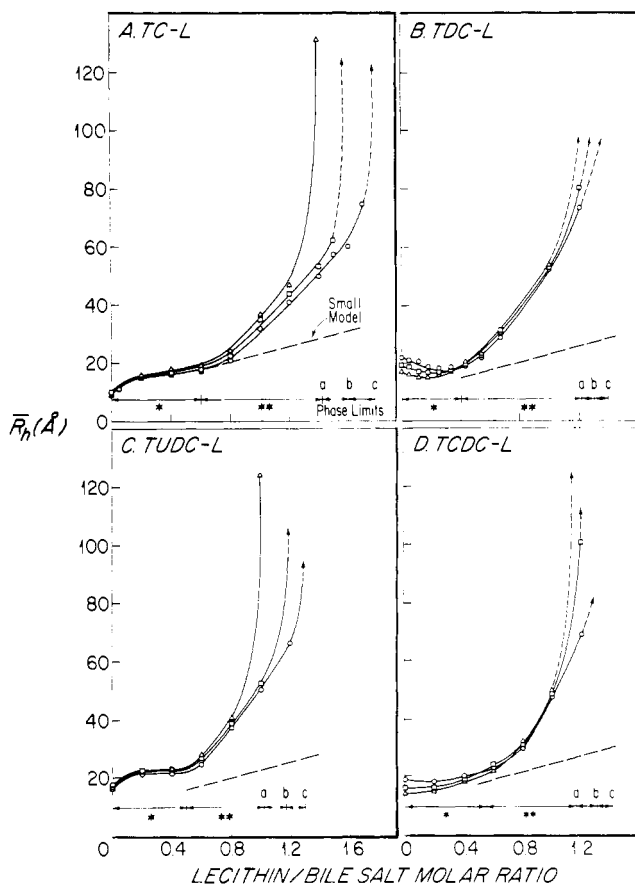 A. TC-L
B. TDC-L
120
100
80
60
40
20
0
Small
Model
a
b
c
*
**
Phase Limits
a
b
c
*
**
R̅h(Å)
C. TUDC-L
D. TCDC-L
120
100
80
60
40
20
0
a
b
c
*
**
a
b
c
*
**
0
0.4
0.8
1.2
1.6
0
0.4
0.8
1.2
LECITHIN/BILE SALT MOLAR RATIO